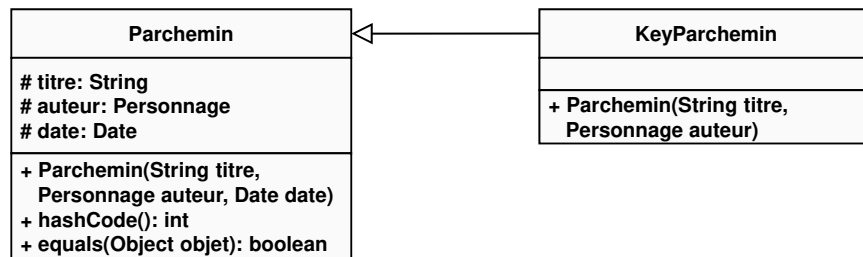 Parchemin
# titre: String
# auteur: Personnage
# date: Date
+ Parchemin(String titre,
Personnage auteur, Date date)
+ hashCode(): int
+ equals(Object objet): boolean
KeyParchemin
+ Parchemin(String titre,
Personnage auteur)